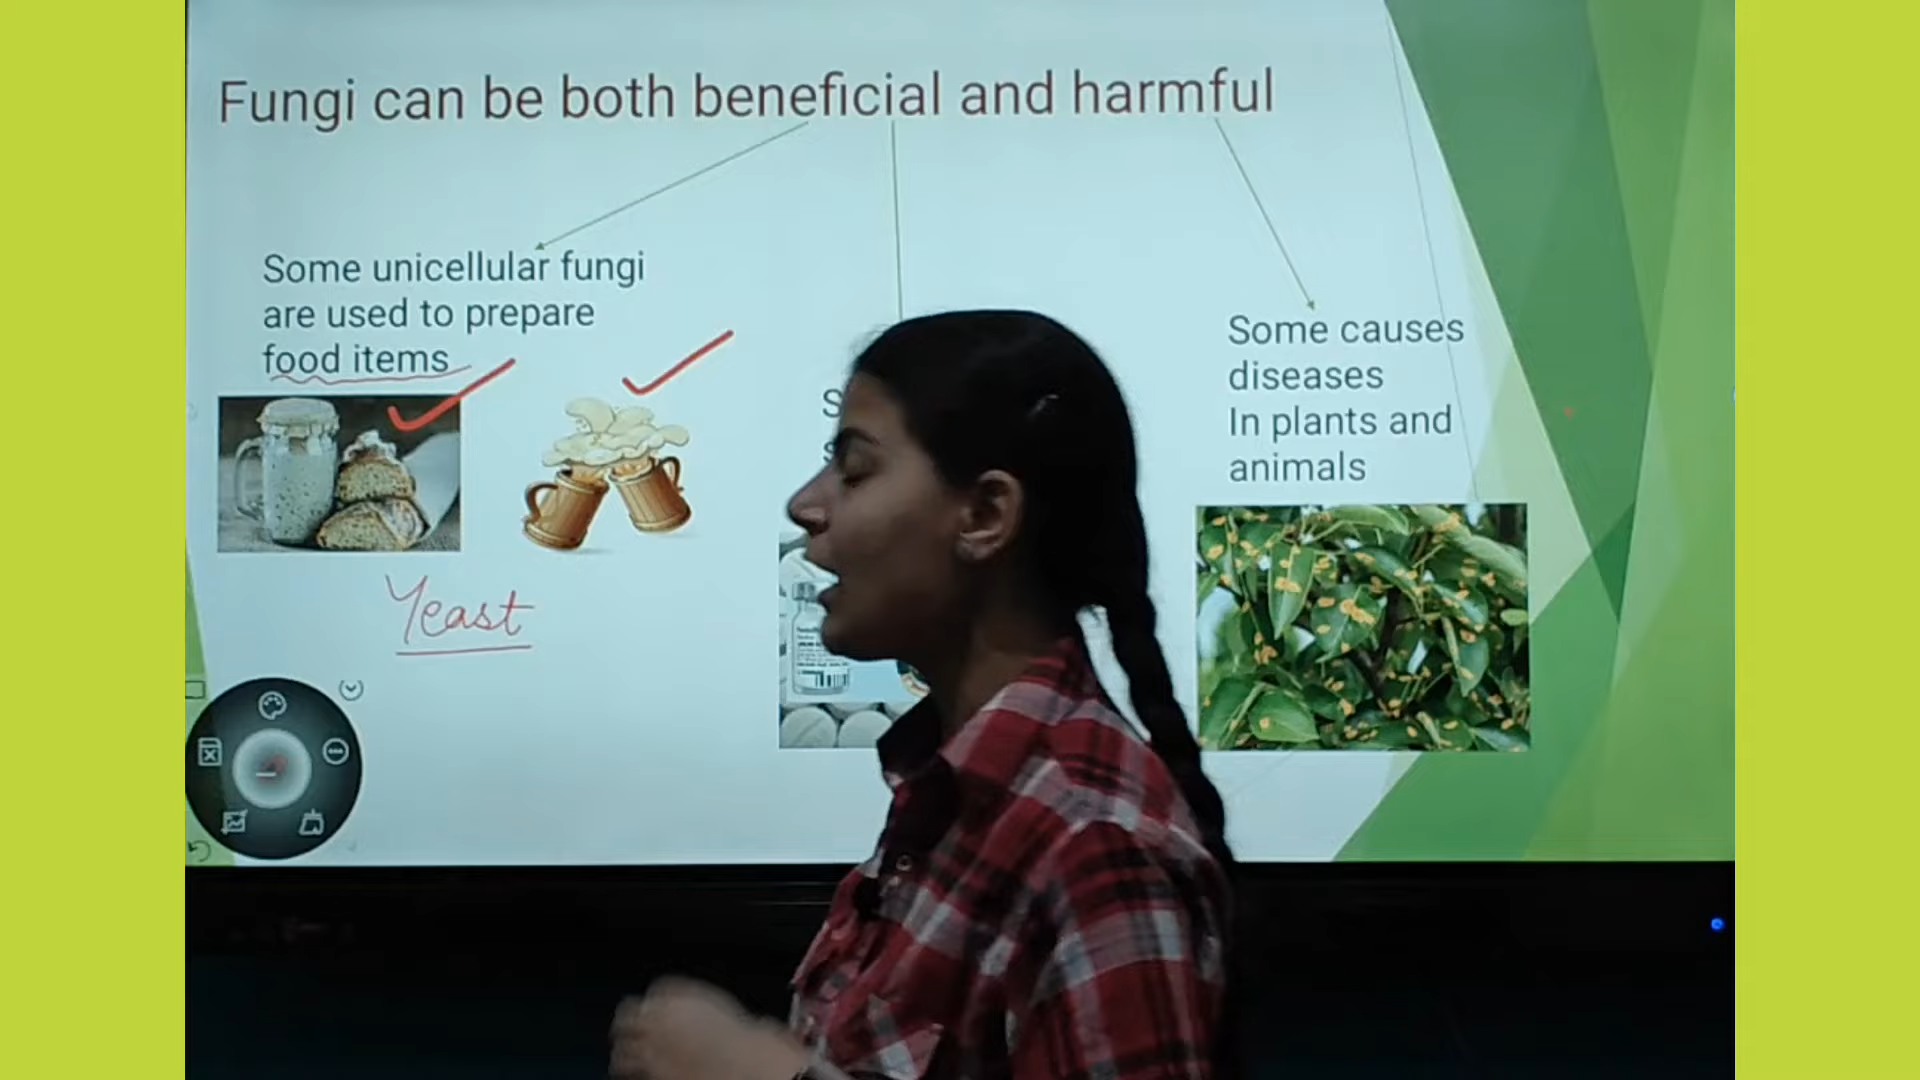 Fungi can be both beneficial and harmful
Some unicellular fungi
are used to prepare
food items
Yeast
Some causes
diseases
In plants and
animals